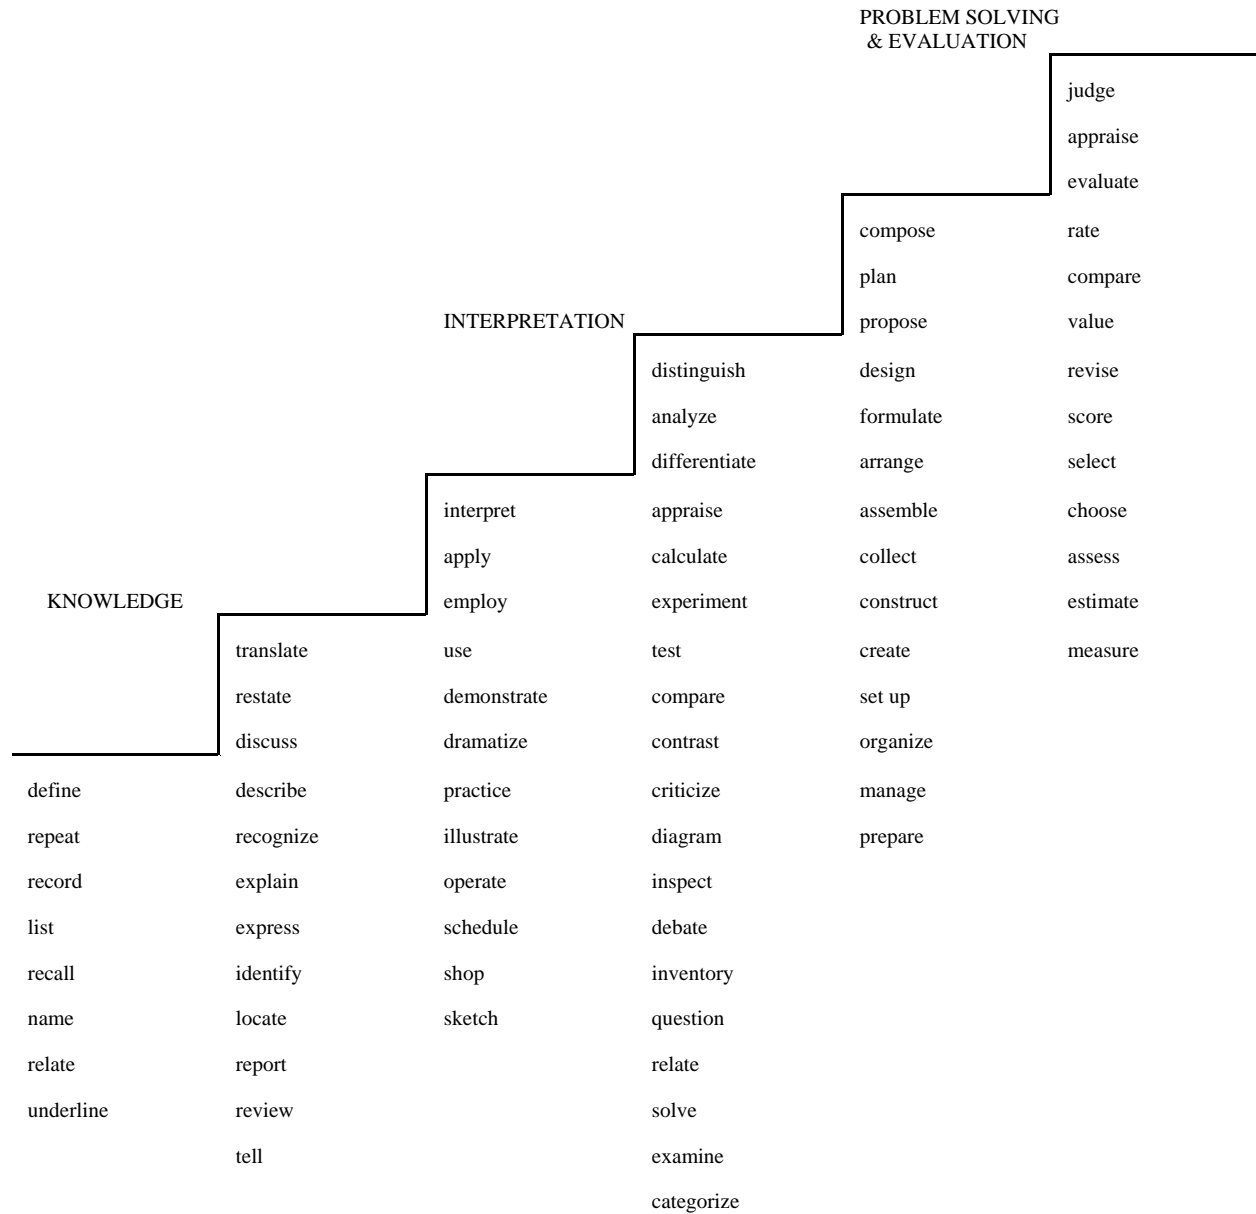 PROBLEM SOLVING
& EVALUATION
judge
appraise
evaluate
compose rate
plan compare
INTERPRETATION propose value
distinguish design revise
analyze formulate score
differentiate arrange select
interpret appraise assemble choose
apply calculate collect assess
KNOWLEDGE employ experiment construct estimate
translate use test create measure
restate demonstrate compare set up
discuss dramatize contrast organize
define describe practice criticize manage
repeat recognize illustrate diagram prepare
record explain operate inspect
list express schedule debate
recall identify shop inventory
name locate sketch question
relate report relate
underline review solve
tell examine
categorize